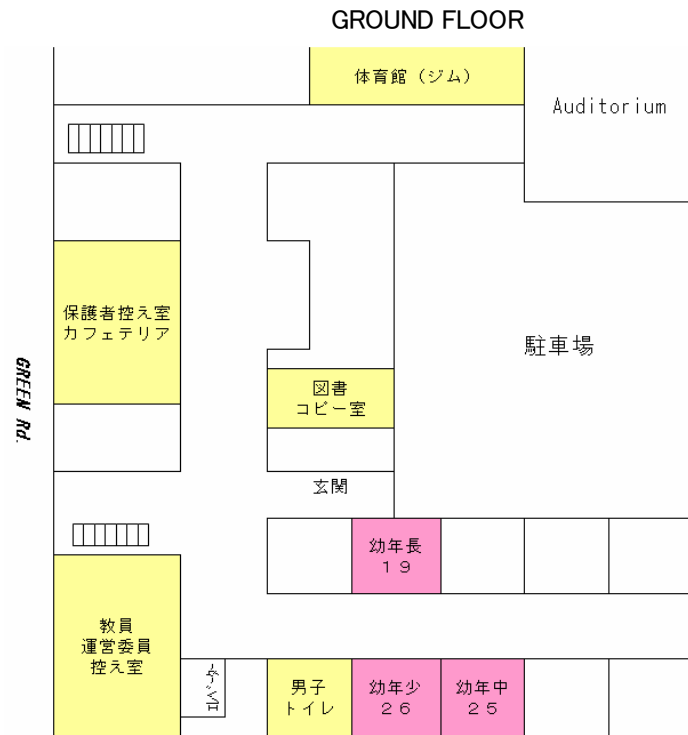 GROUND FLOOR
体育館（ジム）
Auditorium
保護者控え室
カフェテリア
駐車場
GREEN Rd.
図書
コピー室
玄関
幼年長
１９
教員
運営委員
控え室
男子
トイレ
幼年少
２６
幼年中
２５